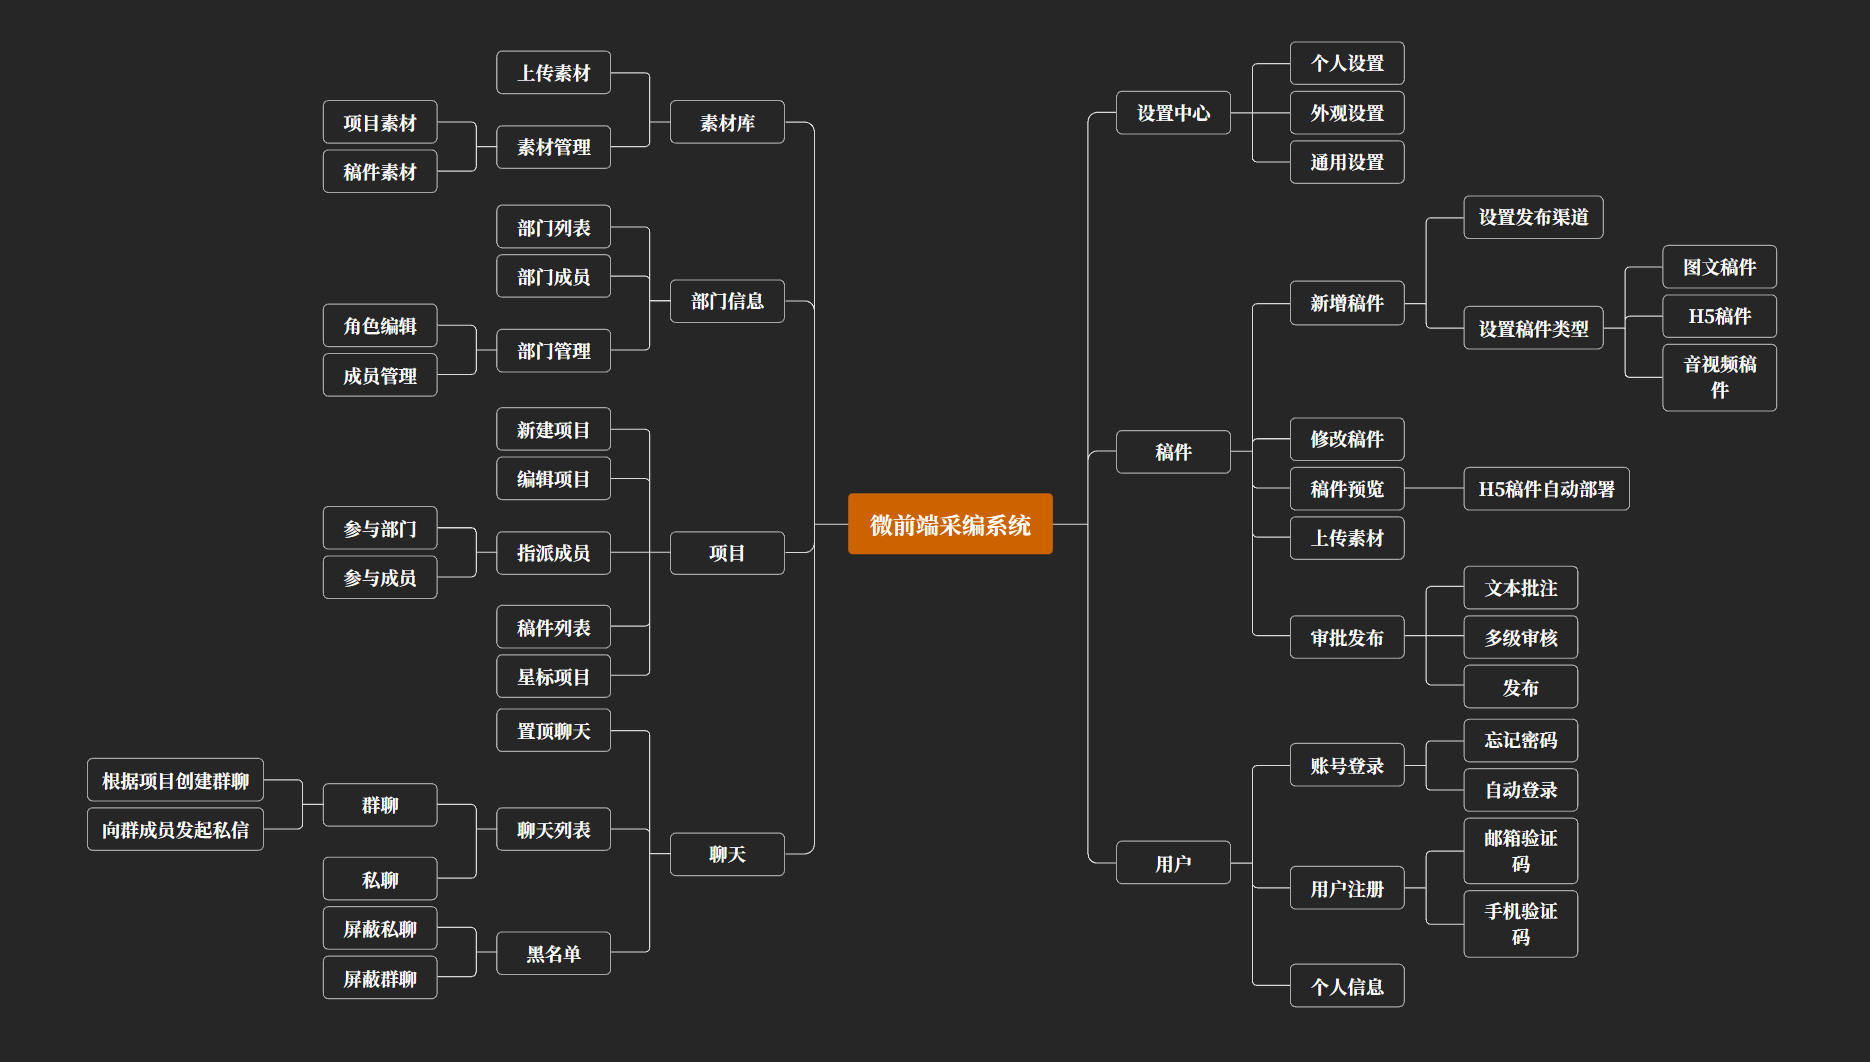 微前端采编系统
素材库
上传素材
素材管理
项目素材
稿件素材
部门信息
部门列表
部门成员
部门管理
角色编辑
成员管理
项目
新建项目
编辑项目
指派成员
参与部门
参与成员
稿件列表
星标项目
聊天
置顶聊天
聊天列表
群聊
根据项目创建群聊
向群成员发起私信
私聊
黑名单
屏蔽私聊
屏蔽群聊
设置中心
个人设置
外观设置
通用设置
稿件
新增稿件
设置发布渠道
设置稿件类型
图文稿件
H5稿件
音视频稿
件
修改稿件
稿件预览
H5稿件自动部署
上传素材
审批发布
文本批注
多级审核
发布
用户
账号登录
忘记密码
自动登录
用户注册
邮箱验证
码
手机验证
码
个人信息